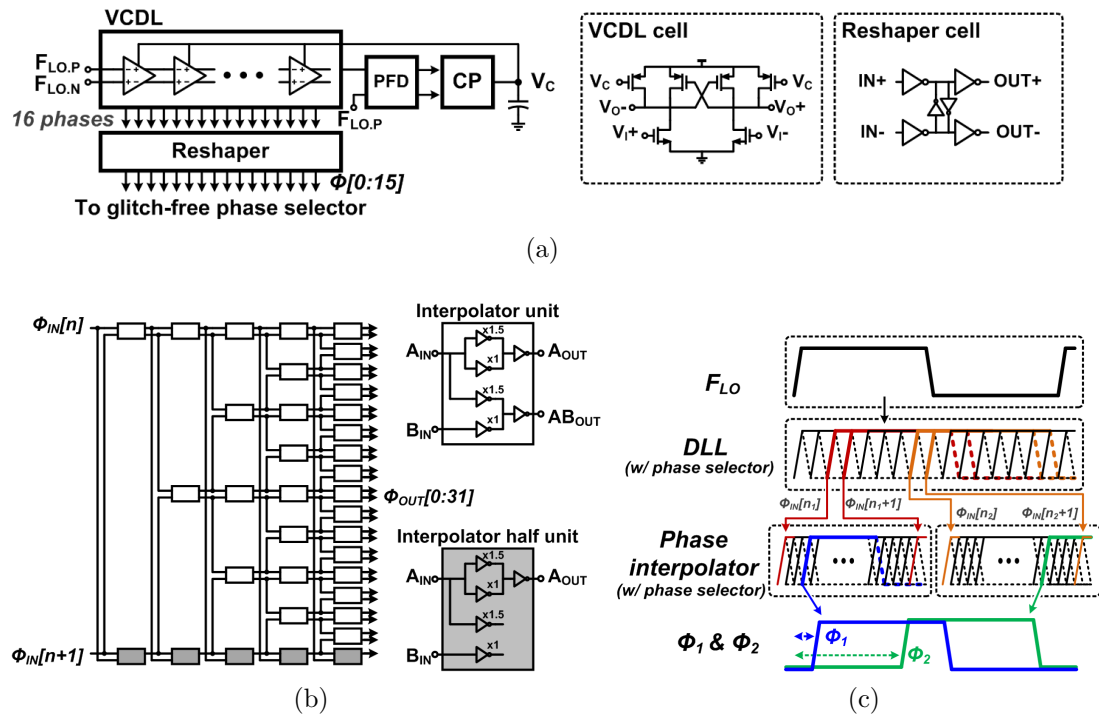 VCDL
F_LO.P
F_LO.N
- +
- +
- +
+ -
+ -
+ -
PFD
CP
V_C
F_LO.P
16 phases
Reshaper
Φ[0:15]
To glitch-free phase selector
VCDL cell
V_C
V_C
V_O-
V_O+
V_I+
V_I-
Reshaper cell
IN+
OUT+
IN-
OUT-
(a)
Φ_IN[n]
Φ_OUT[0:31]
Φ_IN[n+1]
Interpolator unit
x1.5
A_IN
A_OUT
x1
x1.5
AB_OUT
x1
B_IN
Interpolator half unit
x1.5
A_IN
A_OUT
x1
x1.5
x1
B_IN
(b)
F_LO
DLL
(w/ phase selector)
Φ_IN[n_1]
Φ_IN[n_1+1]
Φ_IN[n_2]
Φ_IN[n_2+1]
Phase
interpolator
(w/ phase selector)
Φ_1 & Φ_2
Φ_1
Φ_2
(c)